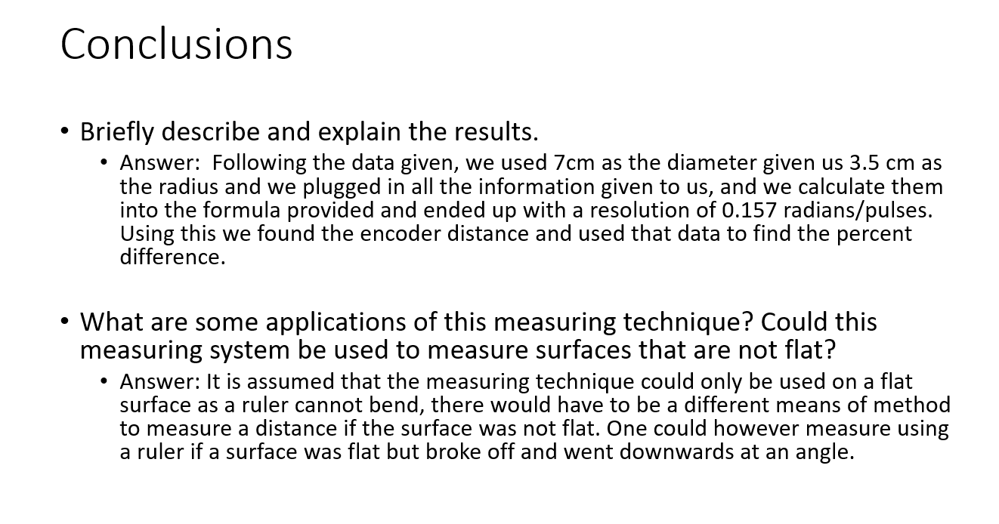 Conclusions
• Briefly describe and explain the results.
• Answer:  Following the data given, we used 7cm as the diameter given us 3.5 cm as
the radius and we plugged in all the information given to us, and we calculate them
into the formula provided and ended up with a resolution of 0.157 radians/pulses.
Using this we found the encoder distance and used that data to find the percent
difference.
• What are some applications of this measuring technique? Could this
measuring system be used to measure surfaces that are not flat?
• Answer: It is assumed that the measuring technique could only be used on a flat
surface as a ruler cannot bend, there would have to be a different means of method
to measure a distance if the surface was not flat. One could however measure using
a ruler if a surface was flat but broke off and went downwards at an angle.